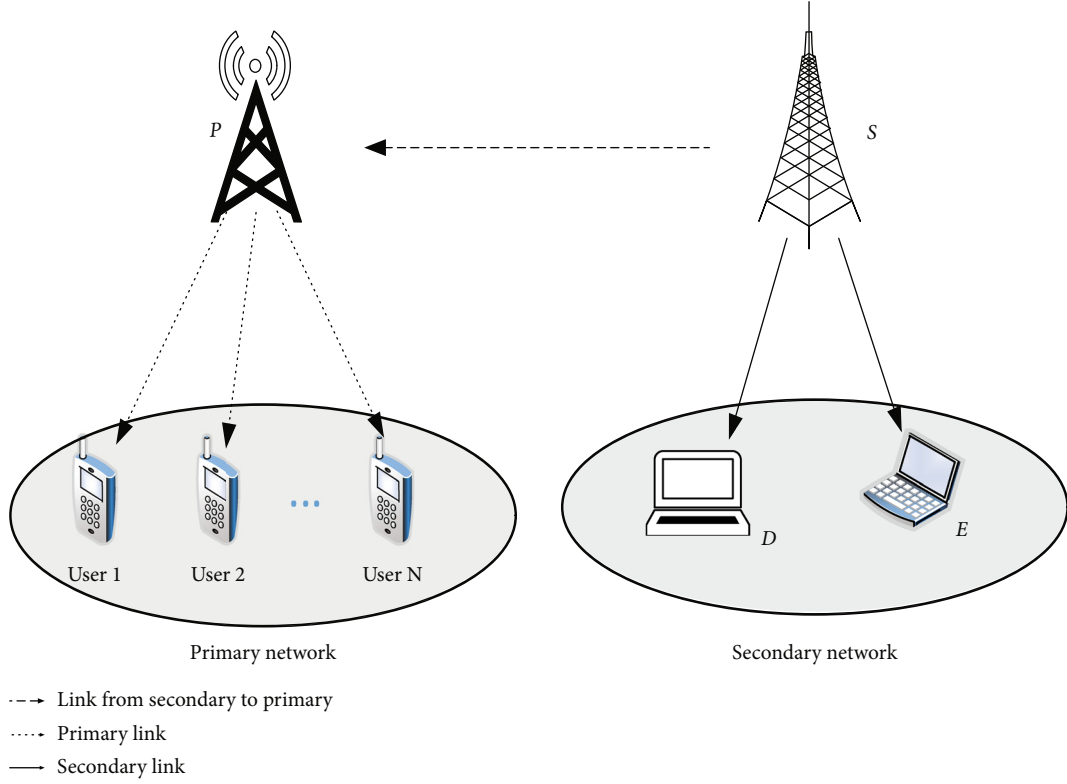 P
S
D
E
User 1
User 2
User N
Primary network
Secondary network
Link from secondary to primary
Primary link
Secondary link